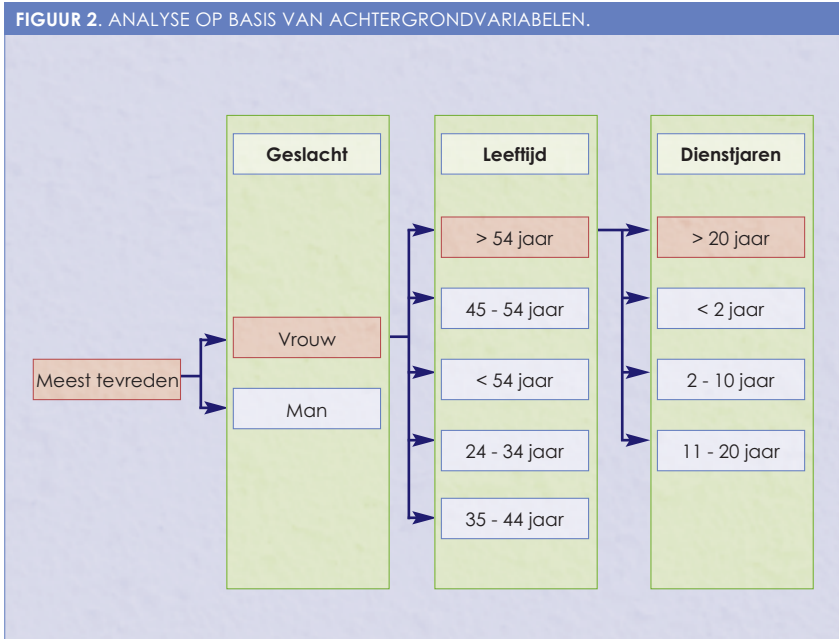 FIGUUR 2. ANALYSE OP BASIS VAN ACHTERGRONDVARIABELEN.
Geslacht
Leeftijd
Dienstjaren
Meest tevreden
Vrouw
Man
> 54 jaar
45 - 54 jaar
< 54 jaar
24 - 34 jaar
35 - 44 jaar
> 20 jaar
< 2 jaar
2 - 10 jaar
11 - 20 jaar